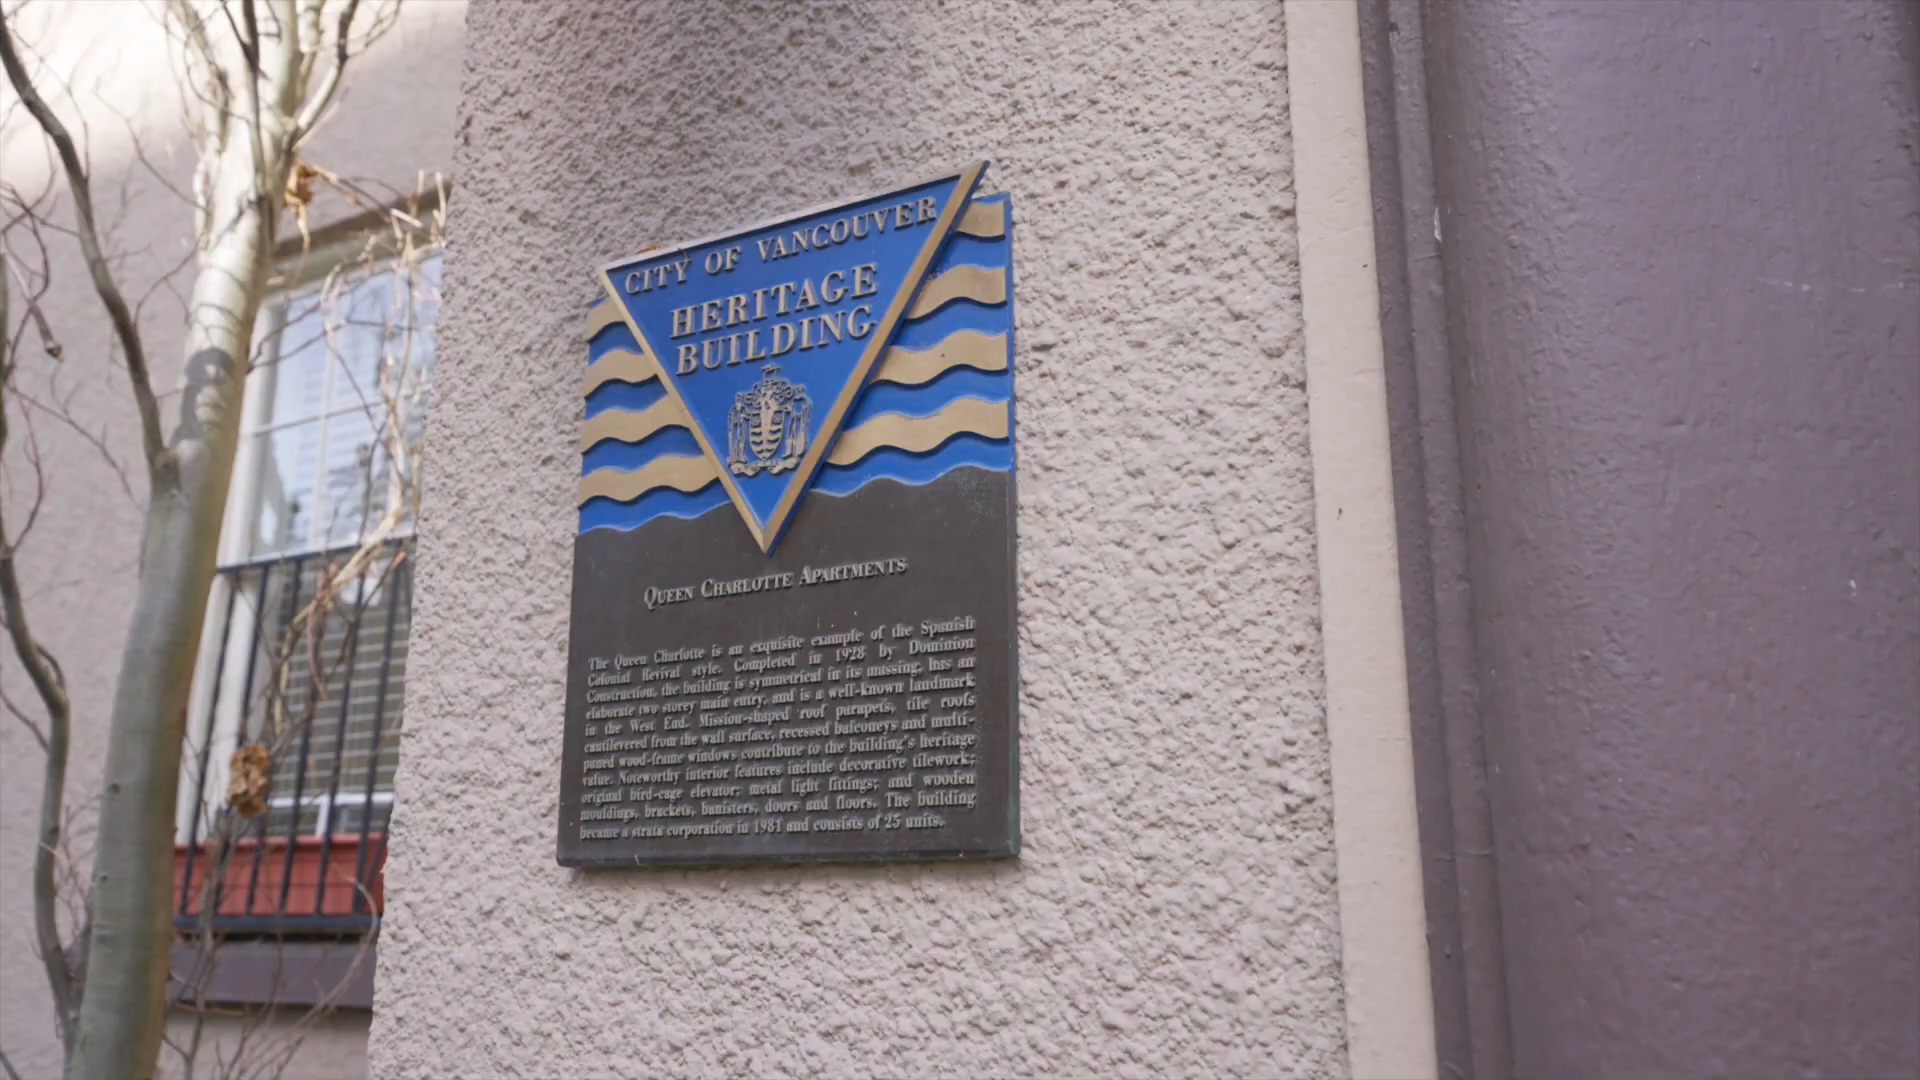 CITY OF VANCOUVER
HERITAGE
BUILDING
QUEEN CHARLOTTE APARTMENTS
The Queen Charlotte is an exquisite example of the Spanish
Colonial Revival style. Completed in 1928 by Dominion
Construction, the building is symmetrical in its massing, has an
elaborate two storey main entry, and is a well-known landmark
in the West End. Mission-shaped roof parapets, tile roofs
cantilevered from the wall surface, recessed balconeys and multi-
paned wood-frame windows contribute to the building's heritage
value. Noteworthy interior features include decorative tilework;
original bird-cage elevator; metal light fittings; and wooden
mouldings, brackets, banisters, doors and floors. The building
became a strata corporation in 1981 and consists of 25 units.